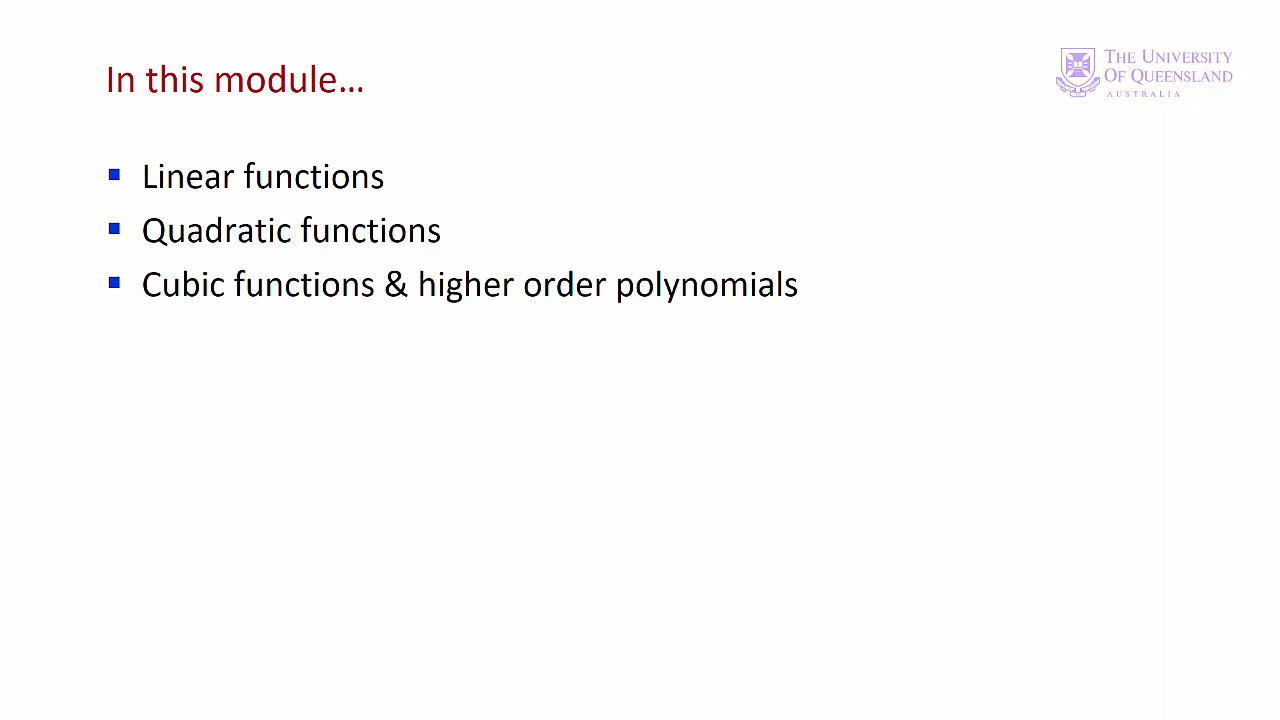 In this module…
THE UNIVERSITY
OF QUEENSLAND
AUSTRALIA
Linear functions
Quadratic functions
Cubic functions & higher order polynomials